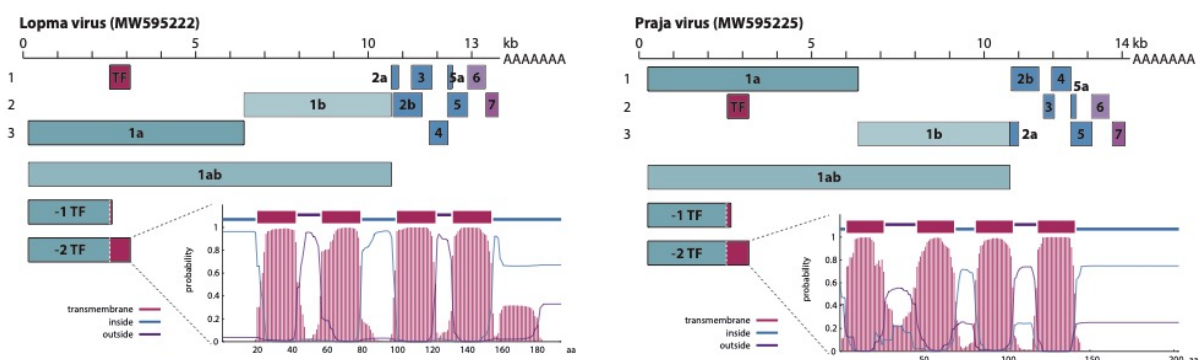 Lopma virus (MW595222)
0 5 10 13 kb
AAAAAAA
1 TF 2a 3 5a 6
2 1b 2b 5 7
3 1a 4
1ab
-1 TF
-2 TF
probability
1
0.8
0.6
0.4
0.2
0
20 40 60 80 100 120 140 160 180 aa
transmembrane
inside
outside
Praja virus (MW595225)
0 5 10 14 kb
AAAAAAA
1 1a 2b 4 5a
2 TF 3 6
3 1b 2a 5 7
1ab
-1 TF
-2 TF
probability
1
0.8
0.6
0.4
0.2
0
50 100 150 200 aa
transmembrane
inside
outside